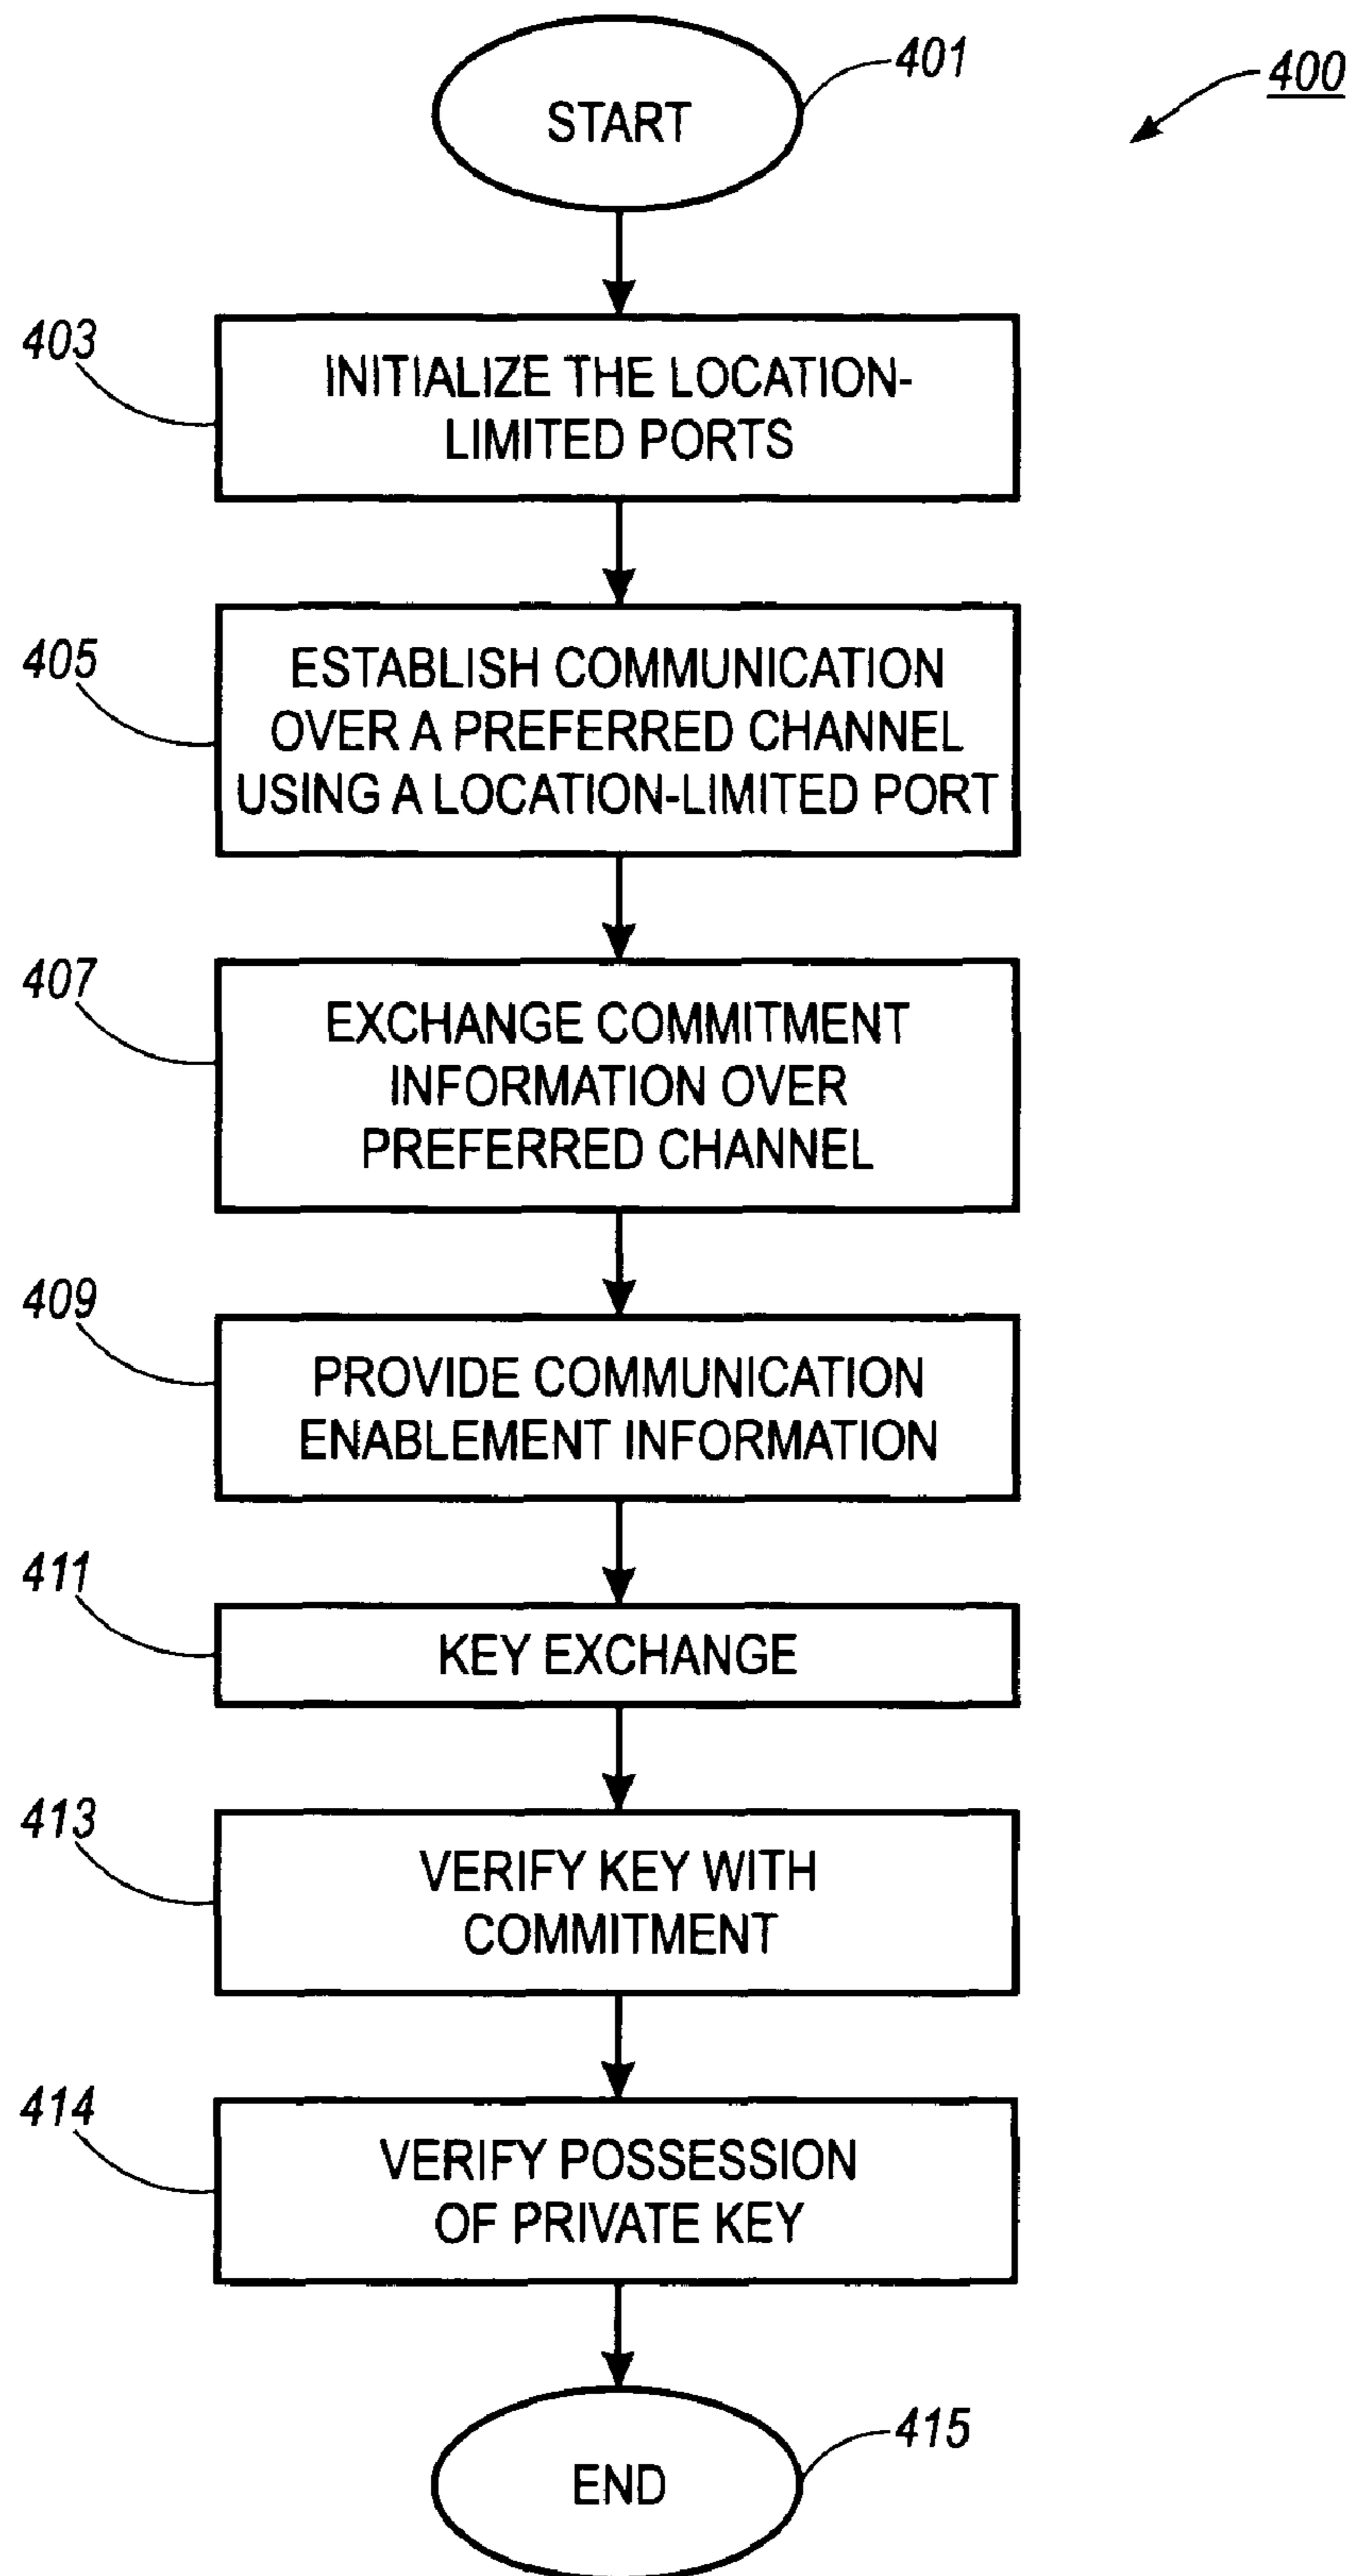 401
400
START
403
INITIALIZE THE LOCATION-
LIMITED PORTS
405
ESTABLISH COMMUNICATION
OVER A PREFERRED CHANNEL
USING A LOCATION-LIMITED PORT
407
EXCHANGE COMMITMENT
INFORMATION OVER
PREFERRED CHANNEL
409
PROVIDE COMMUNICATION
ENABLEMENT INFORMATION
411
KEY EXCHANGE
413
VERIFY KEY WITH
COMMITMENT
414
VERIFY POSSESSION
OF PRIVATE KEY
415
END